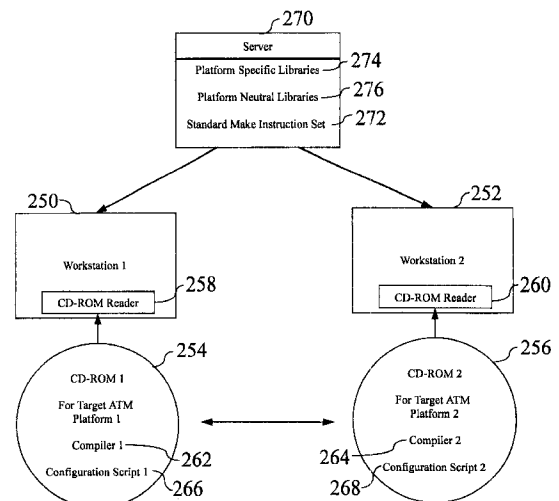 270
Server
Platform Specific Libraries
274
Platform Neutral Libraries
276
Standard Make Instruction Set
272
250
Workstation 1
258
CD-ROM Reader
252
Workstation 2
260
CD-ROM Reader
254
CD-ROM 1
For Target ATM
Platform 1
Compiler 1
262
Configuration Script 1
266
256
CD-ROM 2
For Target ATM
Platform 2
264
Compiler 2
268
Configuration Script 2